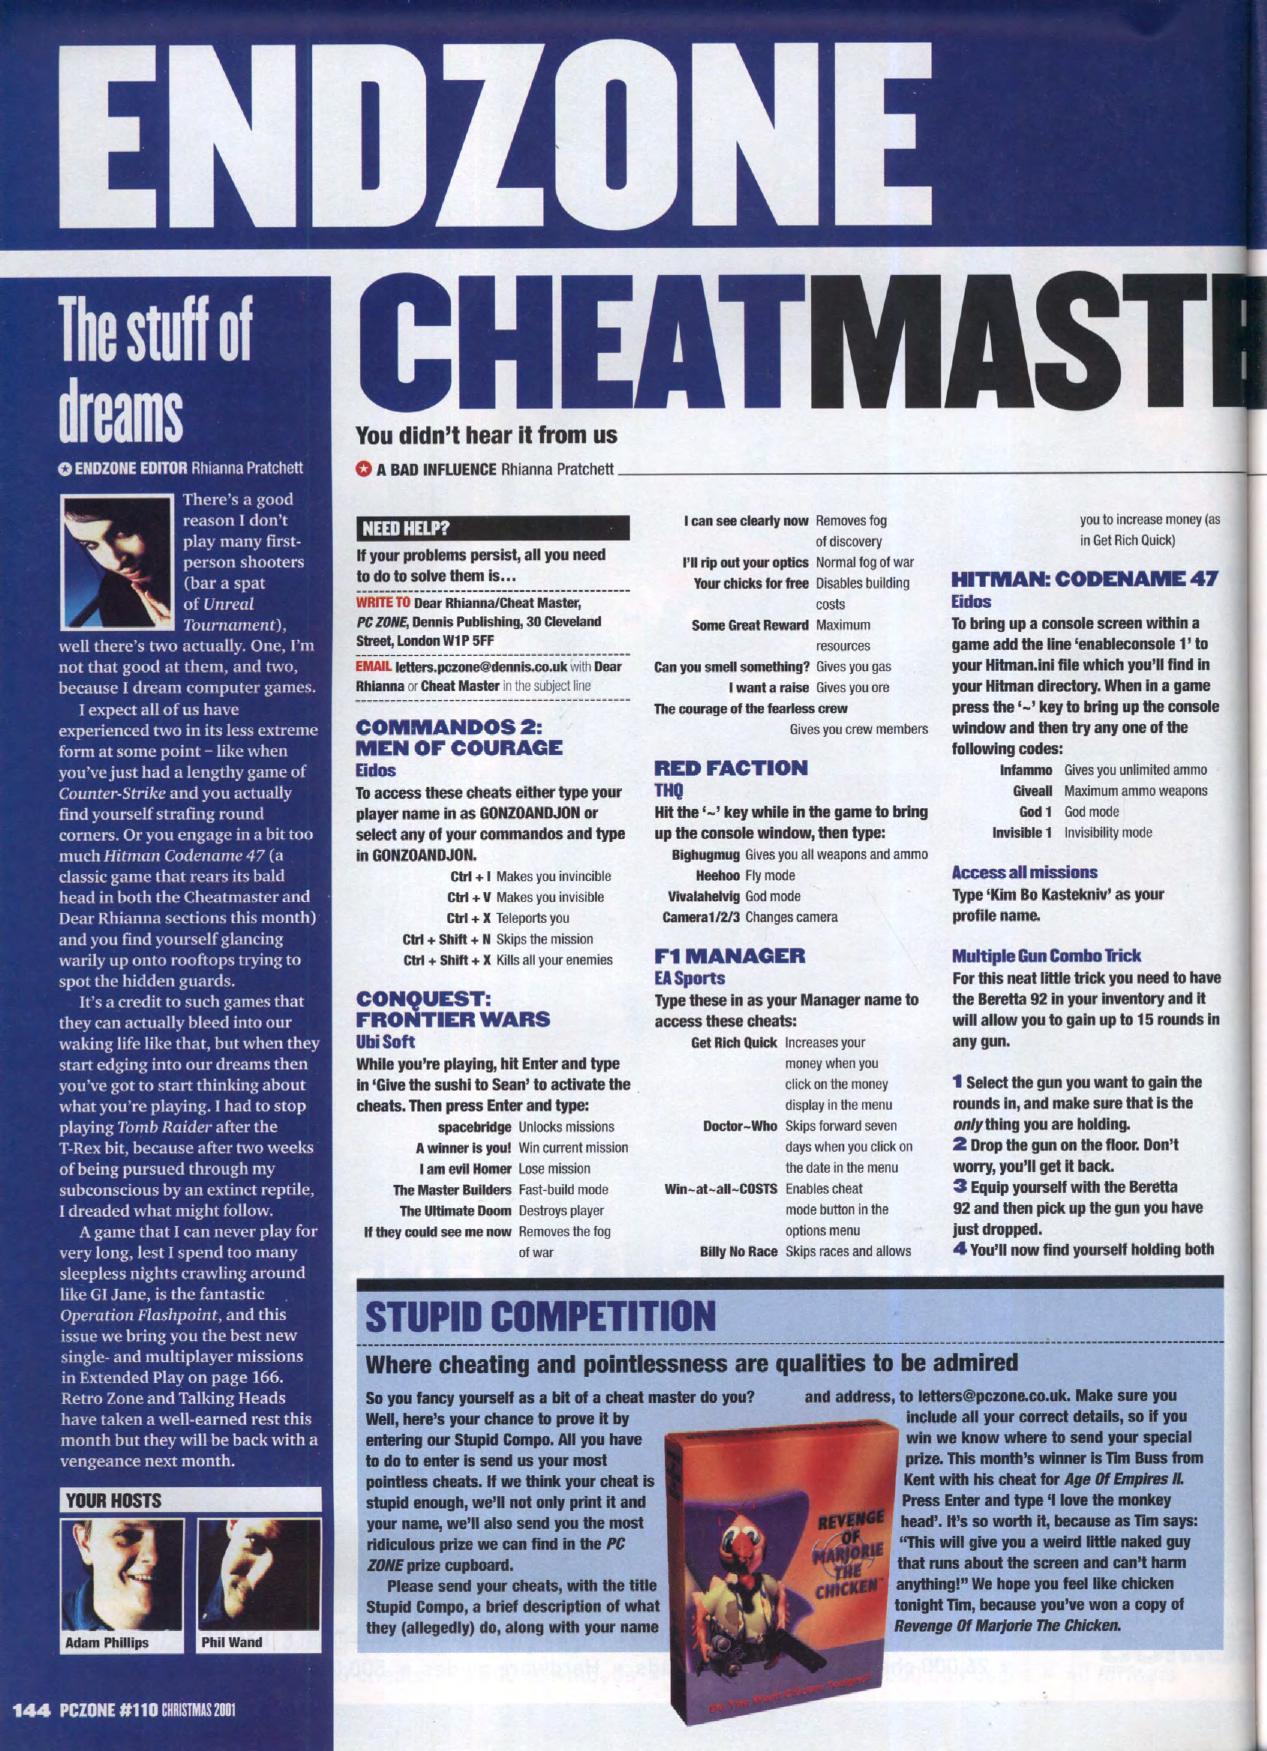 ENDZONE
The stuff of
dreams
ENDZONE EDITOR Rhianna Pratchett
There's a good
reason I don't
play many first-
person shooters
(bar a spat
of Unreal
Tournament),
well there's two actually. One, I'm
not that good at them, and two,
because I dream computer games.
I expect all of us have
experienced two in its less extreme
form at some point – like when
you've just had a lengthy game of
Counter-Strike and you actually
find yourself strafing round
corners. Or you engage in a bit too
much Hitman Codename 47 (a
classic game that rears its bald
head in both the Cheatmaster and
Dear Rhianna sections this month)
and you find yourself glancing
warily up onto rooftops trying to
spot the hidden guards.
It's a credit to such games that
they can actually bleed into our
waking life like that, but when they
start edging into our dreams then
you've got to start thinking about
what you're playing. I had to stop
playing Tomb Raider after the
T-Rex bit, because after two weeks
of being pursued through my
subconscious by an extinct reptile,
I dreaded what might follow.
A game that I can never play for
very long, lest I spend too many
sleepless nights crawling around
like GI Jane, is the fantastic
Operation Flashpoint, and this
issue we bring you the best new
single- and multiplayer missions
in Extended Play on page 166.
Retro Zone and Talking Heads
have taken a well-earned rest this
month but they will be back with a
vengeance next month.
YOUR HOSTS
Adam Phillips
Phil Wand
144 PCZONE #110 CHRISTMAS 2001
CHEATMASTE
You didn't hear it from us
A BAD INFLUENCE Rhianna Pratchett
NEED HELP?
If your problems persist, all you need
to do to solve them is...
WRITE TO Dear Rhianna/Cheat Master,
PC ZONE, Dennis Publishing, 30 Cleveland
Street, London W1P 5FF
EMAIL letters.pczone@dennis.co.uk with Dear
Rhianna or Cheat Master in the subject line
COMMANDOS 2:
MEN OF COURAGE
Eidos
To access these cheats either type your
player name in as GONZOANDJON or
select any of your commandos and type
in GONZOANDJON.
Ctrl + I Makes you invincible
Ctrl + V Makes you invisible
Ctrl + X Teleports you
Ctrl + Shift + N Skips the mission
Ctrl + Shift + X Kills all your enemies
CONQUEST:
FRONTIER WARS
Ubi Soft
While you're playing, hit Enter and type
in 'Give the sushi to Sean' to activate the
cheats. Then press Enter and type:
spacebridge Unlocks missions
A winner is you! Win current mission
I am evil Homer Lose mission
The Master Builders Fast-build mode
The Ultimate Doom Destroys player
If they could see me now Removes the fog
of war
I can see clearly now Removes fog
of discovery
I'll rip out your optics Normal fog of war
Your chicks for free Disables building
costs
Some Great Reward Maximum
resources
Can you smell something? Gives you gas
I want a raise Gives you ore
The courage of the fearless crew
Gives you crew members
RED FACTION
THQ
Hit the '~' key while in the game to bring
up the console window, then type:
Bighugmug Gives you all weapons and ammo
Heehoo Fly mode
Vivalahelvig God mode
Camera1/2/3 Changes camera
F1 MANAGER
EA Sports
Type these in as your Manager name to
access these cheats:
Get Rich Quick Increases your
money when you
click on the money
display in the menu
Doctor~Who Skips forward seven
days when you click on
the date in the menu
Win~at~all~COSTS Enables cheat
mode button in the
options menu
Billy No Race Skips races and allows
you to increase money (as
in Get Rich Quick)
HITMAN: CODENAME 47
Eidos
To bring up a console screen within a
game add the line 'enableconsole 1' to
your Hitman.ini file which you'll find in
your Hitman directory. When in a game
press the '~' key to bring up the console
window and then try any one of the
following codes:
Infammo Gives you unlimited ammo
Giveall Maximum ammo weapons
God 1 God mode
Invisible 1 Invisibility mode
Access all missions
Type 'Kim Bo Kastekniv' as your
profile name.
Multiple Gun Combo Trick
For this neat little trick you need to have
the Beretta 92 in your inventory and it
will allow you to gain up to 15 rounds in
any gun.
1 Select the gun you want to gain the
rounds in, and make sure that is the
only thing you are holding.
2 Drop the gun on the floor. Don't
worry, you'll get it back.
3 Equip yourself with the Beretta
92 and then pick up the gun you have
just dropped.
4 You'll now find yourself holding both
STUPID COMPETITION
Where cheating and pointlessness are qualities to be admired
So you fancy yourself as a bit of a cheat master do you?
Well, here's your chance to prove it by
entering our Stupid Compo. All you have
to do to enter is send us your most
pointless cheats. If we think your cheat is
stupid enough, we'll not only print it and
your name, we'll also send you the most
ridiculous prize we can find in the PC
ZONE prize cupboard.
Please send your cheats, with the title
Stupid Compo, a brief description of what
they (allegedly) do, along with your name
and address, to letters@pczone.co.uk. Make sure you
include all your correct details, so if you
win we know where to send your special
prize. This month's winner is Tim Buss from
Kent with his cheat for Age Of Empires II.
Press Enter and type 'I love the monkey
head'. It's so worth it, because as Tim says:
"This will give you a weird little naked guy
that runs about the screen and can't harm
anything!" We hope you feel like chicken
tonight Tim, because you've won a copy of
Revenge Of Marjorie The Chicken.
REVENGE
OF
MARJORIE
THE
CHICKEN